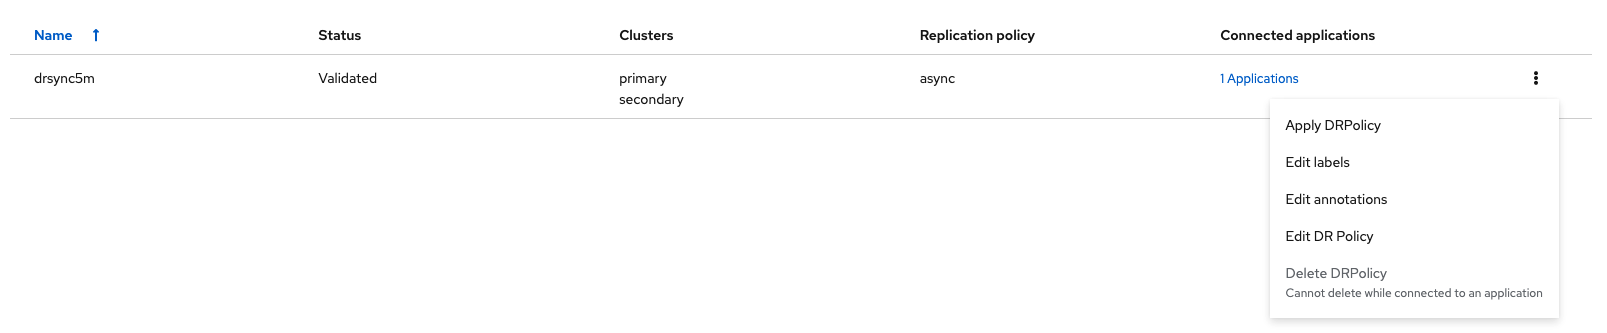 Name Status Clusters Replication policy Connected applications
drsync5m Validated primary async 1 Applications
secondary
Apply DRPolicy
Edit labels
Edit annotations
Edit DR Policy
Delete DRPolicy
Cannot delete while connected to an application